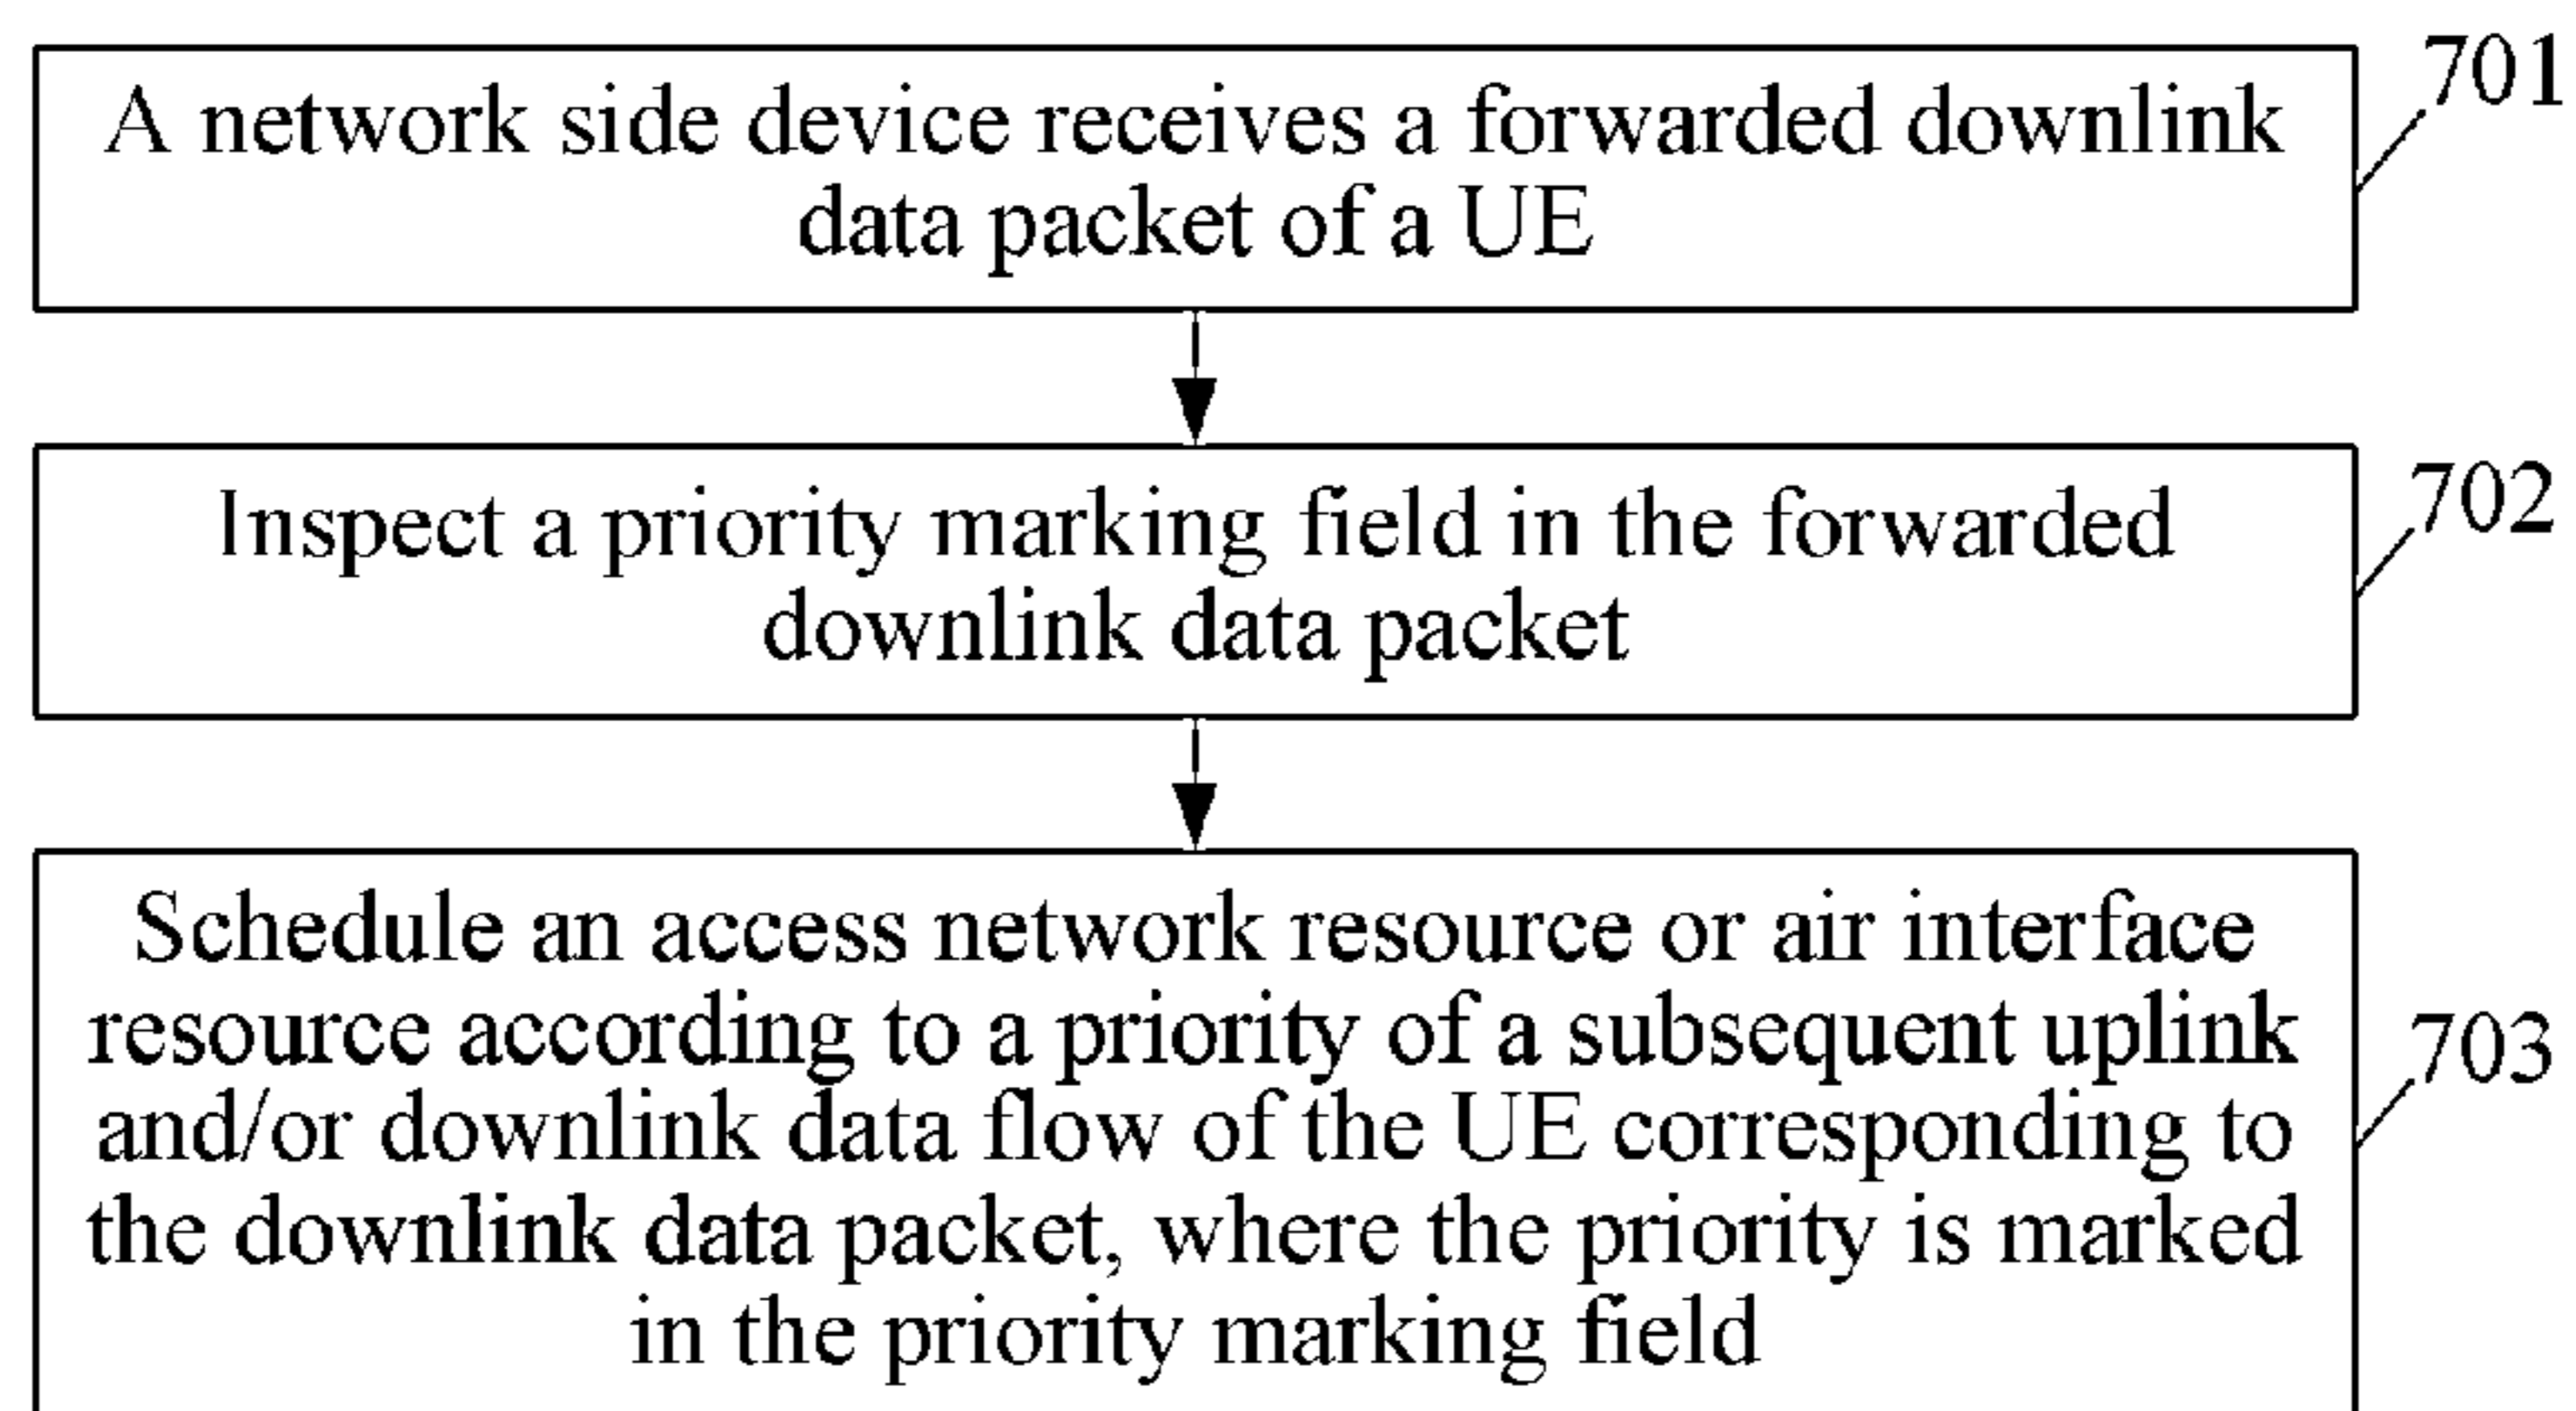 701
A network side device receives a forwarded downlink
data packet of a UE
702
Inspect a priority marking field in the forwarded
downlink data packet
Schedule an access network resource or air interface
resource according to a priority of a subsequent uplink
703
and/or downlink data flow of the UE corresponding to
the downlink data packet, where the priority is marked
in the priority marking field